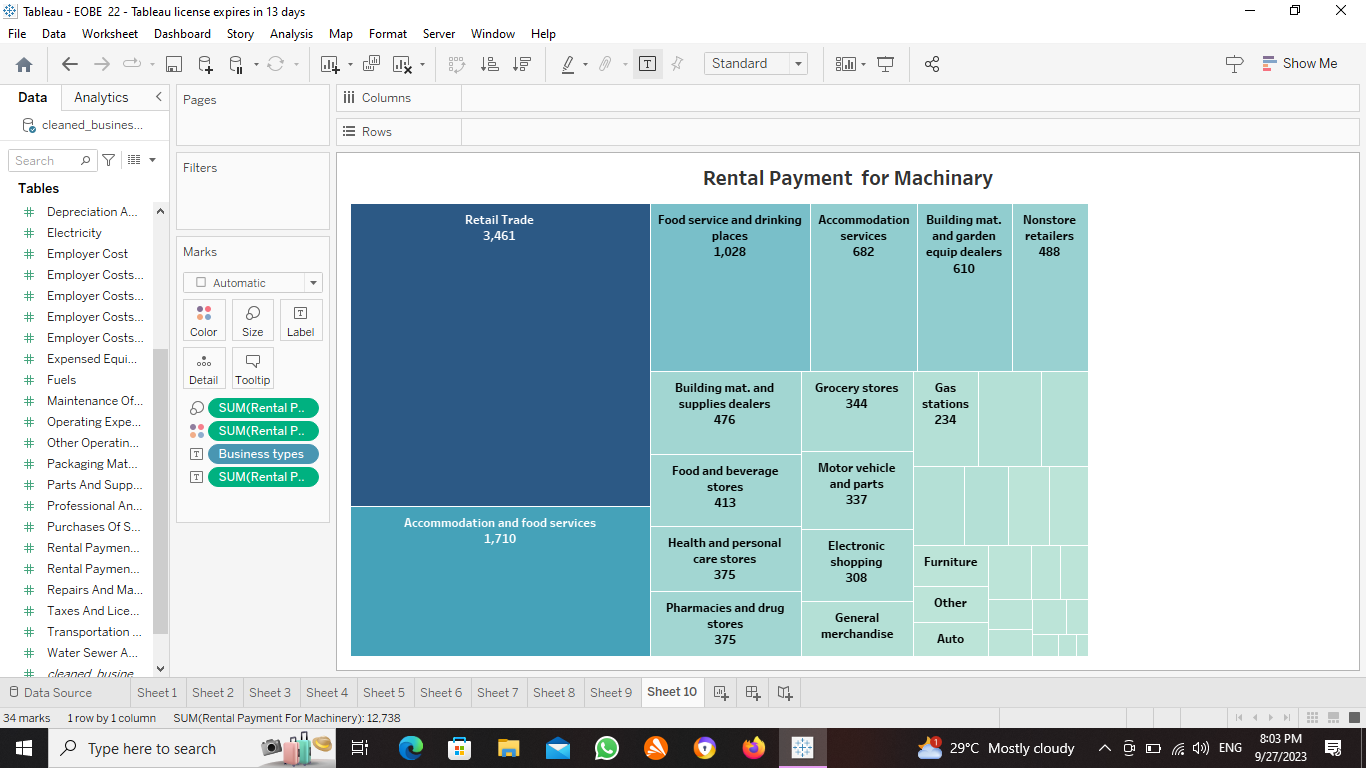 Tableau - EOBE 22 - Tableau license expires in 13 days
File Data Worksheet Dashboard Story Analysis Map Format Server Window Help
Standard
Show Me
Data Analytics
cleaned_busines...
Search
Tables
Depreciation A...
Electricity
Employer Cost
Employer Costs...
Employer Costs...
Employer Costs...
Employer Costs...
Expensed Equi...
Fuels
Maintenance Of...
Operating Expe...
Other Operatin...
Packaging Mat...
Parts And Supp...
Professional An...
Purchases Of S...
Rental Paymen...
Rental Paymen...
Repairs And Ma...
Taxes And Lice...
Transportation ...
Water Sewer A...
cleaned_busine
Pages
Filters
Marks
Automatic
Color Size Label
Detail Tooltip
SUM(Rental P..
SUM(Rental P..
Business types
SUM(Rental P..
Columns
Rows
Rental Payment for Machinary
Retail Trade
3,461
Accommodation and food services
1,710
Food service and drinking
places
1,028
Accommodation
services
682
Building mat.
and garden
equip dealers
610
Nonstore
retailers
488
Building mat. and
supplies dealers
476
Food and beverage
stores
413
Health and personal
care stores
375
Pharmacies and drug
stores
375
Grocery stores
344
Motor vehicle
and parts
337
Electronic
shopping
308
General
merchandise
Gas
stations
234
Furniture
Other
Auto
Data Source Sheet 1 Sheet 2 Sheet 3 Sheet 4 Sheet 5 Sheet 6 Sheet 7 Sheet 8 Sheet 9 Sheet 10
34 marks 1 row by 1 column SUM(Rental Payment For Machinery): 12,738
Type here to search
1
29°C Mostly cloudy
ENG
8:03 PM
9/27/2023